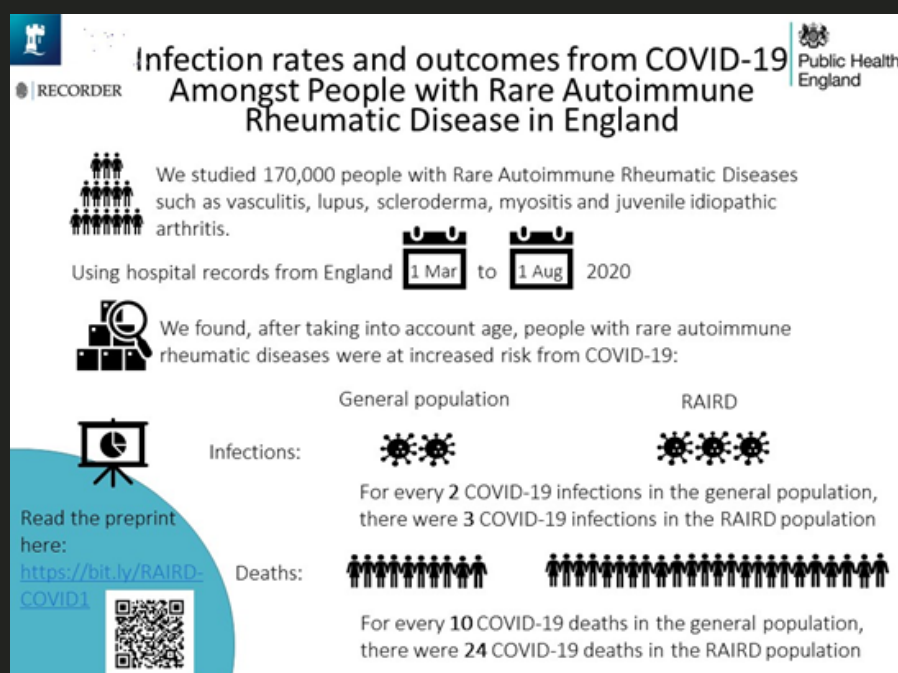 Infection rates and outcomes from COVID-19
Amongst People with Rare Autoimmune
Rheumatic Disease in England
RECORDER
Public Health
England
We studied 170,000 people with Rare Autoimmune Rheumatic Diseases
such as vasculitis, lupus, scleroderma, myositis and juvenile idiopathic
arthritis.
Using hospital records from England 1 Mar to 1 Aug 2020
We found, after taking into account age, people with rare autoimmune
rheumatic diseases were at increased risk from COVID-19:
General population RAIRD
Infections:
For every 2 COVID-19 infections in the general population,
there were 3 COVID-19 infections in the RAIRD population
Read the preprint
here:
https://bit.ly/RAIRD-
COVID1
Deaths:
For every 10 COVID-19 deaths in the general population,
there were 24 COVID-19 deaths in the RAIRD population